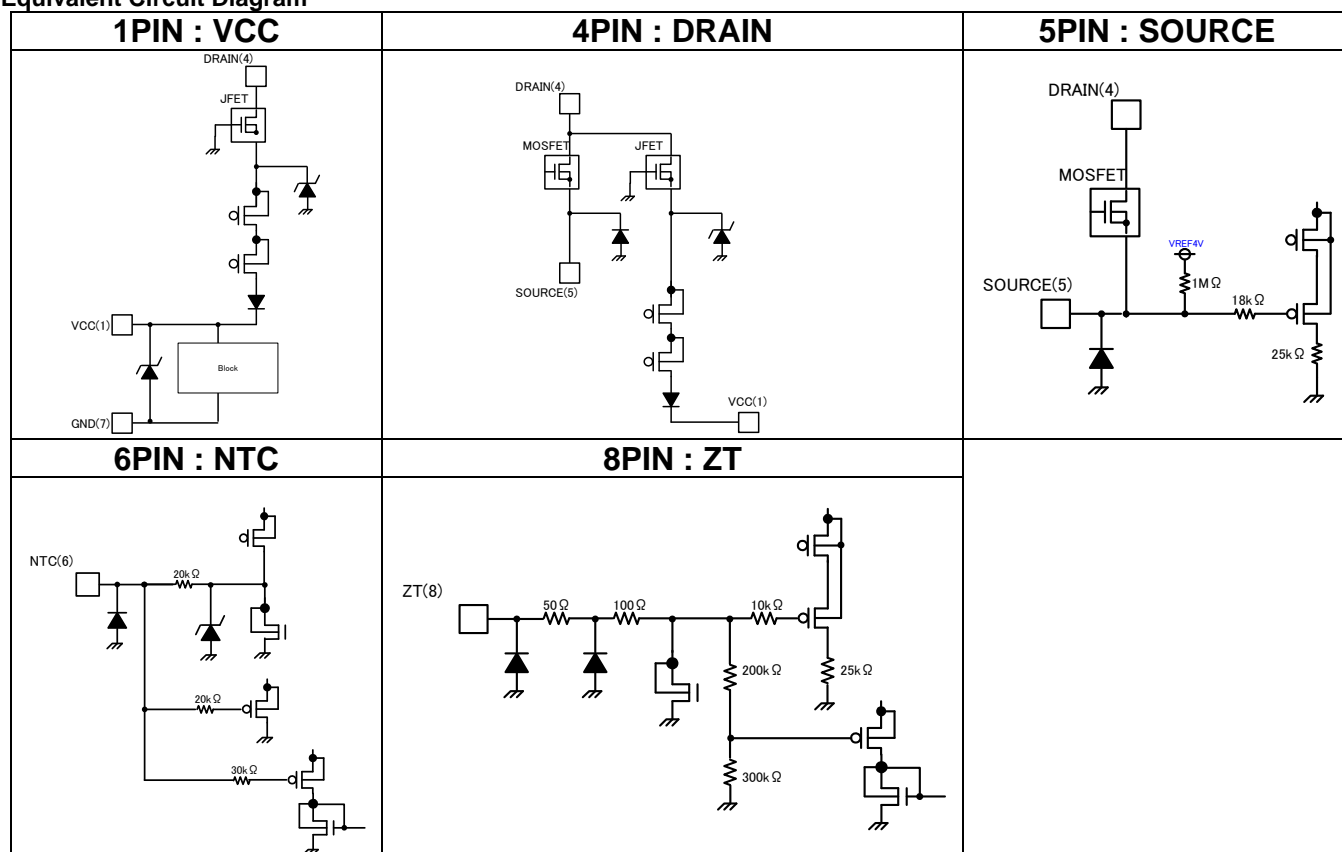 Equivalent Circuit Diagram
1PIN : VCC
4PIN : DRAIN
5PIN : SOURCE
DRAIN(4)
JFET
VCC(1)
Block
GND(7)
DRAIN(4)
MOSFET
JFET
SOURCE(5)
VCC(1)
DRAIN(4)
MOSFET
VREF4V
SOURCE(5)
1MΩ
18kΩ
25kΩ
6PIN : NTC
8PIN : ZT
NTC(6)
20kΩ
20kΩ
30kΩ
ZT(8)
50Ω
100Ω
10kΩ
200kΩ
25kΩ
300kΩ